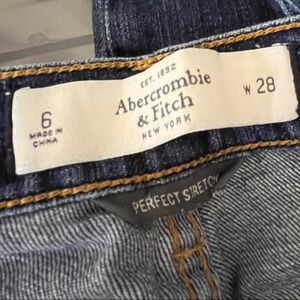 EST. 1892
Abercrombie
& Fitch
NEW YORK
6
MADE IN
CHINA
W 28
PERFECT STRETCH